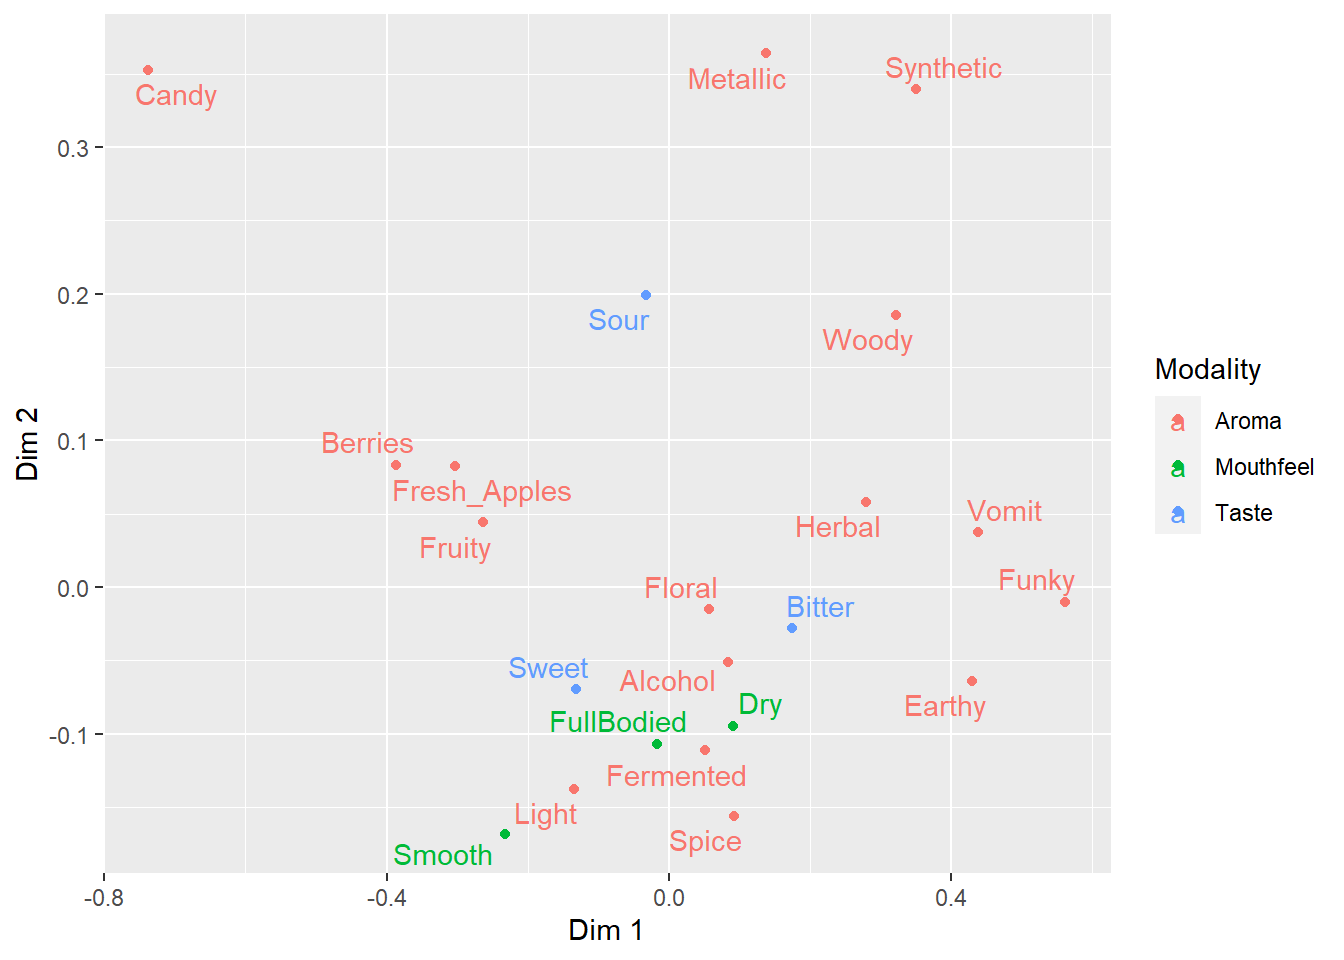 Synthetic
Metallic
Candy
0.3
0.2
Sour
Woody
Modality
a Aroma
a Mouthfeel
a Taste
Dim 2
0.1
Berries
Fresh_Apples
Vomit
Herbal
Fruity
0.0
Floral
Funky
Bitter
Sweet
Alcohol
Dry
Earthy
FullBodied
-0.1
Fermented
Light
Spice
Smooth
-0.8
-0.4
0.0
0.4
Dim 1